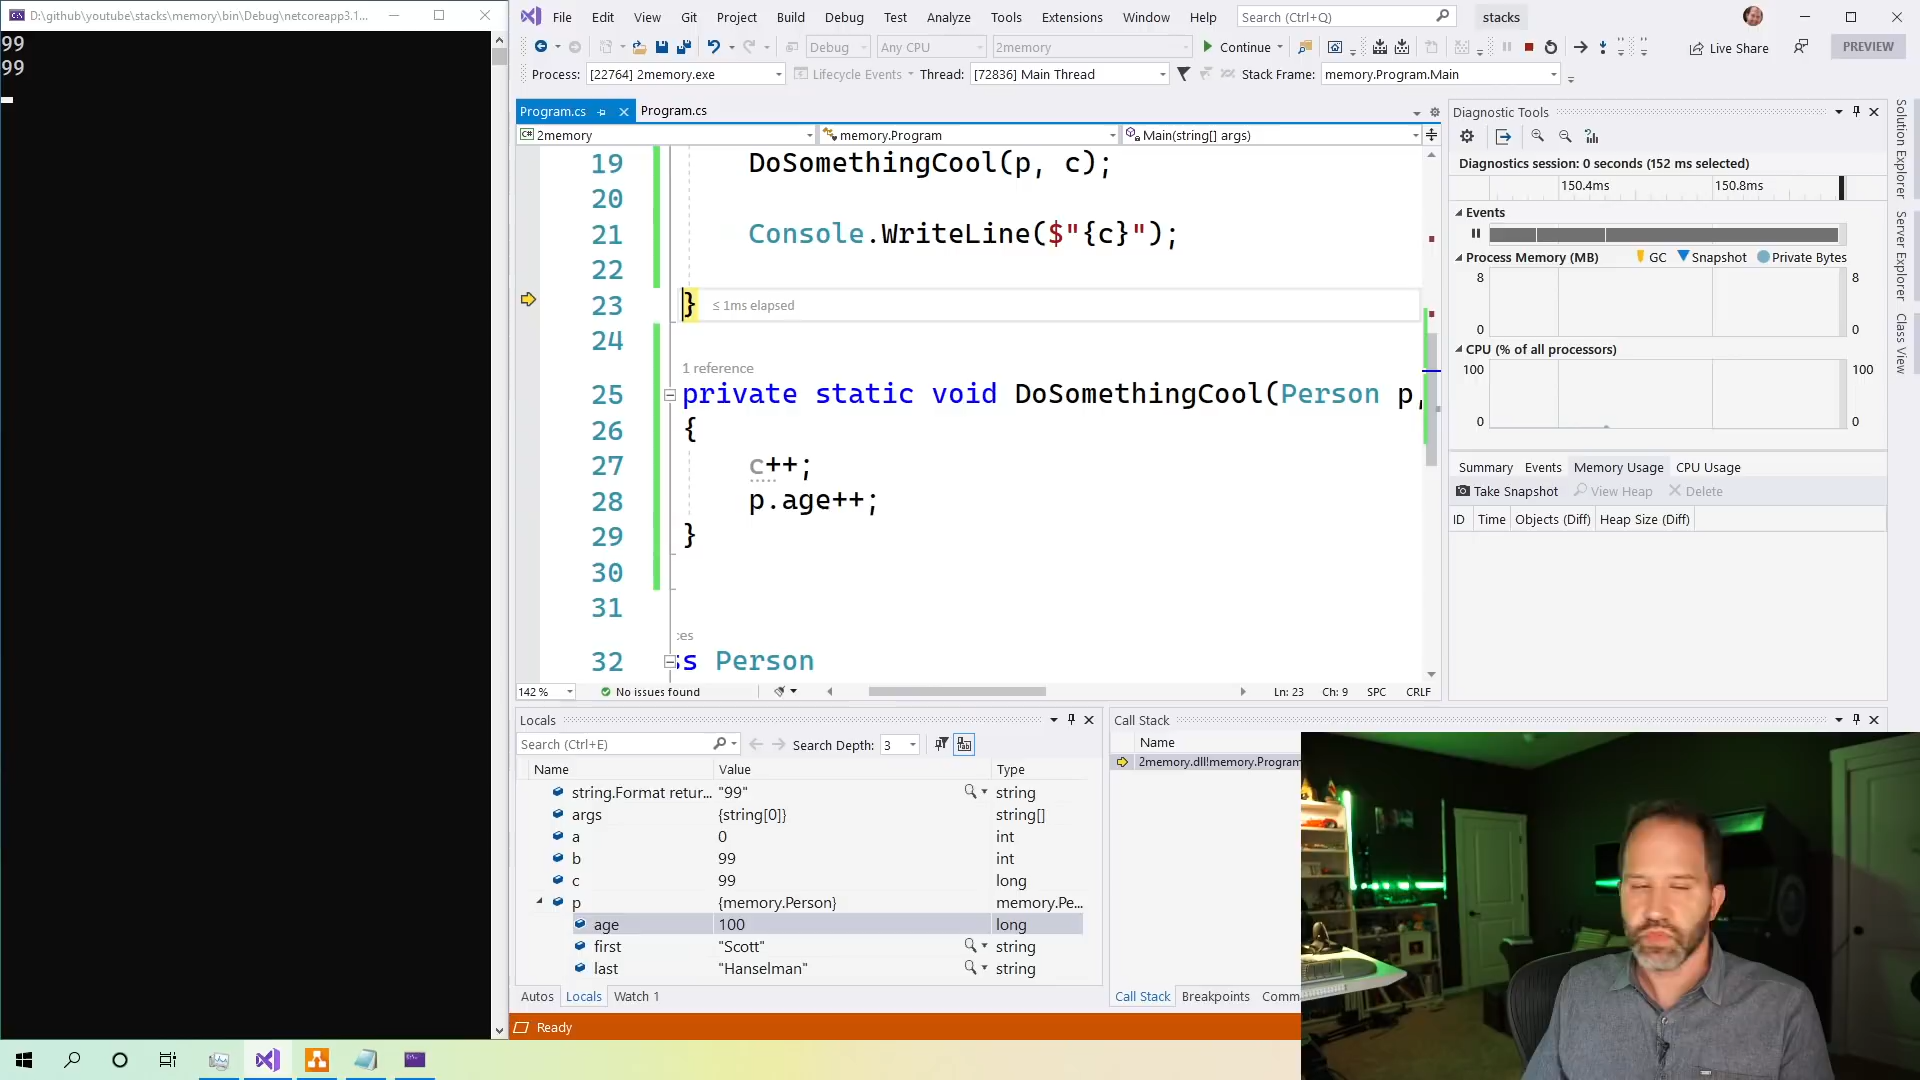 D:\github\youtube\stacks\memory\bin\Debug\netcoreapp3.1...
99
99
File Edit View Git Project Build Debug Test Analyze Tools Extensions Window Help Search (Ctrl+Q) stacks
Debug Any CPU 2memory Continue Live Share PREVIEW
Process: [22764] 2memory.exe Lifecycle Events Thread: [72836] Main Thread Stack Frame: memory.Program.Main
Program.cs Program.cs
2memory memory.Program Main(string[] args)
19 DoSomethingCool(p, c);
20
21 Console.WriteLine($"{c}");
22
23 } ≤ 1ms elapsed
24
1 reference
25 private static void DoSomethingCool(Person p,
26 {
27 c++;
28 p.age++;
29 }
30
31
ces
32 ss Person
142 % No issues found Ln: 23 Ch: 9 SPC CRLF
Diagnostic Tools
Diagnostics session: 0 seconds (152 ms selected)
150.4ms 150.8ms
Events
Process Memory (MB) GC Snapshot Private Bytes
8 8
0 0
CPU (% of all processors)
100 100
0 0
Summary Events Memory Usage CPU Usage
Take Snapshot View Heap Delete
ID Time Objects (Diff) Heap Size (Diff)
Solution Explorer
Server Explorer
Class View
Locals
Search (Ctrl+E) Search Depth: 3
Name Value Type
string.Format retur... "99" string
args {string[0]} string[]
a 0 int
b 99 int
c 99 long
p {memory.Person} memory.Pe...
age 100 long
first "Scott" string
last "Hanselman" string
Autos Locals Watch 1
Call Stack
Name
2memory.dll!memory.Program
Call Stack Breakpoints Comm
Ready